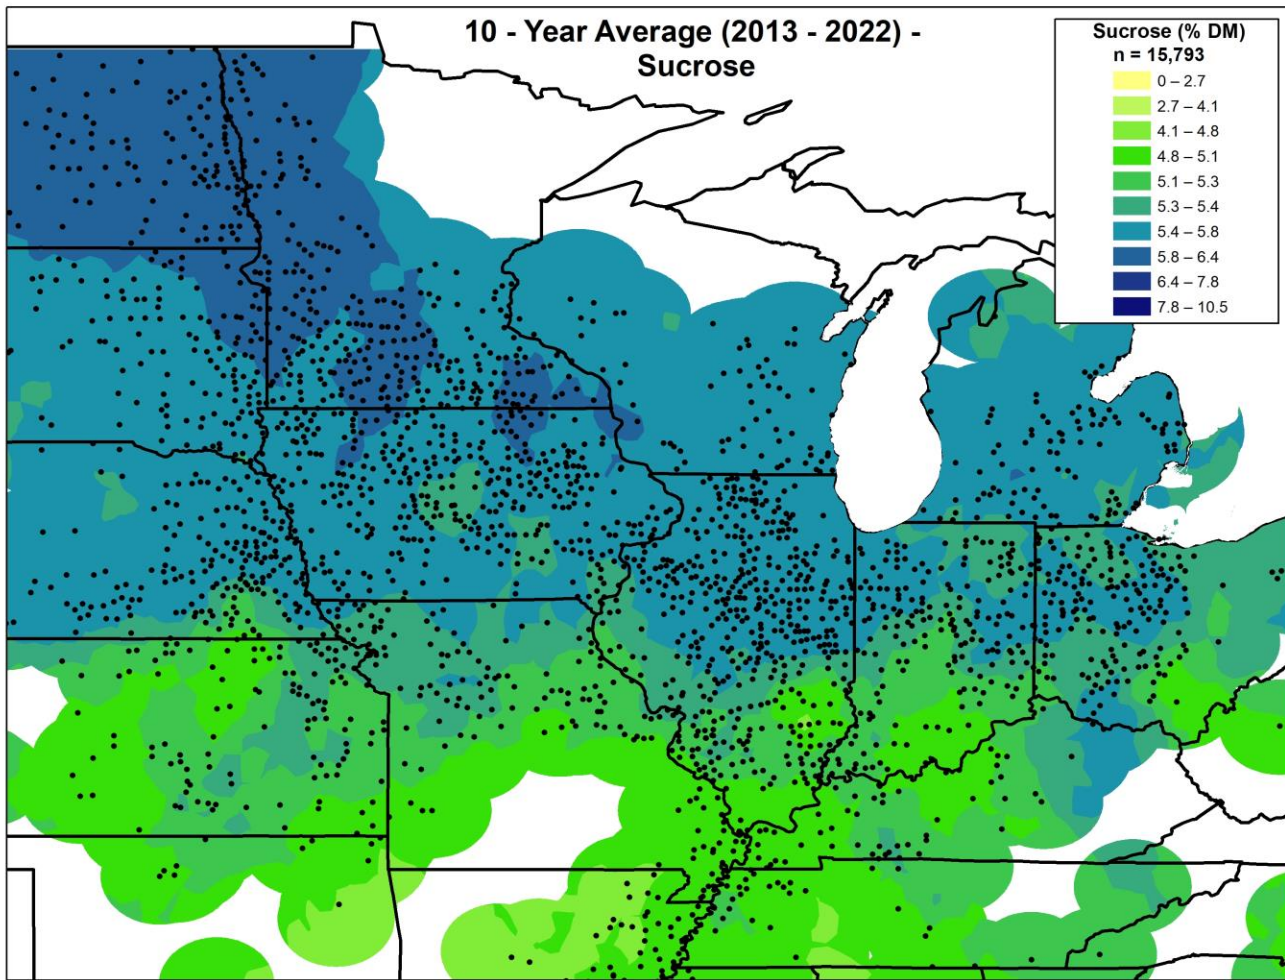 10 - Year Average (2013 - 2022) -
Sucrose
Sucrose (% DM)
n = 15,793
0 – 2.7
2.7 – 4.1
4.1 – 4.8
4.8 – 5.1
5.1 – 5.3
5.3 – 5.4
5.4 – 5.8
5.8 – 6.4
6.4 – 7.8
7.8 – 10.5